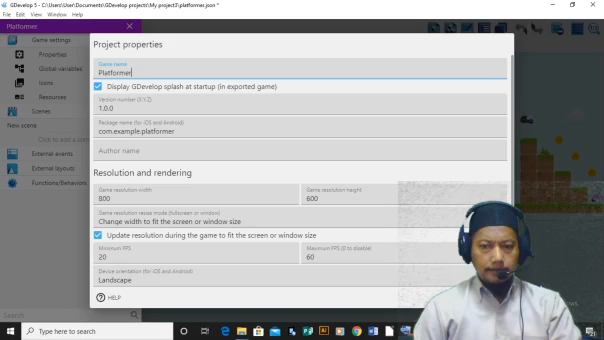 GDevelop 5 - C:\Users\User\Documents\GDevelop projects\My project3\platformer.json *
File Edit View Window Help
Platformer
Game settings
Properties
Global variables
Icons
Resources
Scenes
New scene
Click to add a scene
External events
External layouts
Functions/Behaviors
Search
Project properties
Game name
Platformer
Display GDevelop splash at startup (in exported game)
Version number (X.Y.Z)
1.0.0
Package name (for iOS and Android)
com.example.platformer
Author name
Resolution and rendering
Game resolution width
800
Game resolution height
600
Game resolution resize mode (fullscreen or window)
Change width to fit the screen or window size
Update resolution during the game to fit the screen or window size
Minimum FPS
20
Maximum FPS (0 to disable)
60
Device orientation (for iOS and Android)
Landscape
HELP
Type here to search